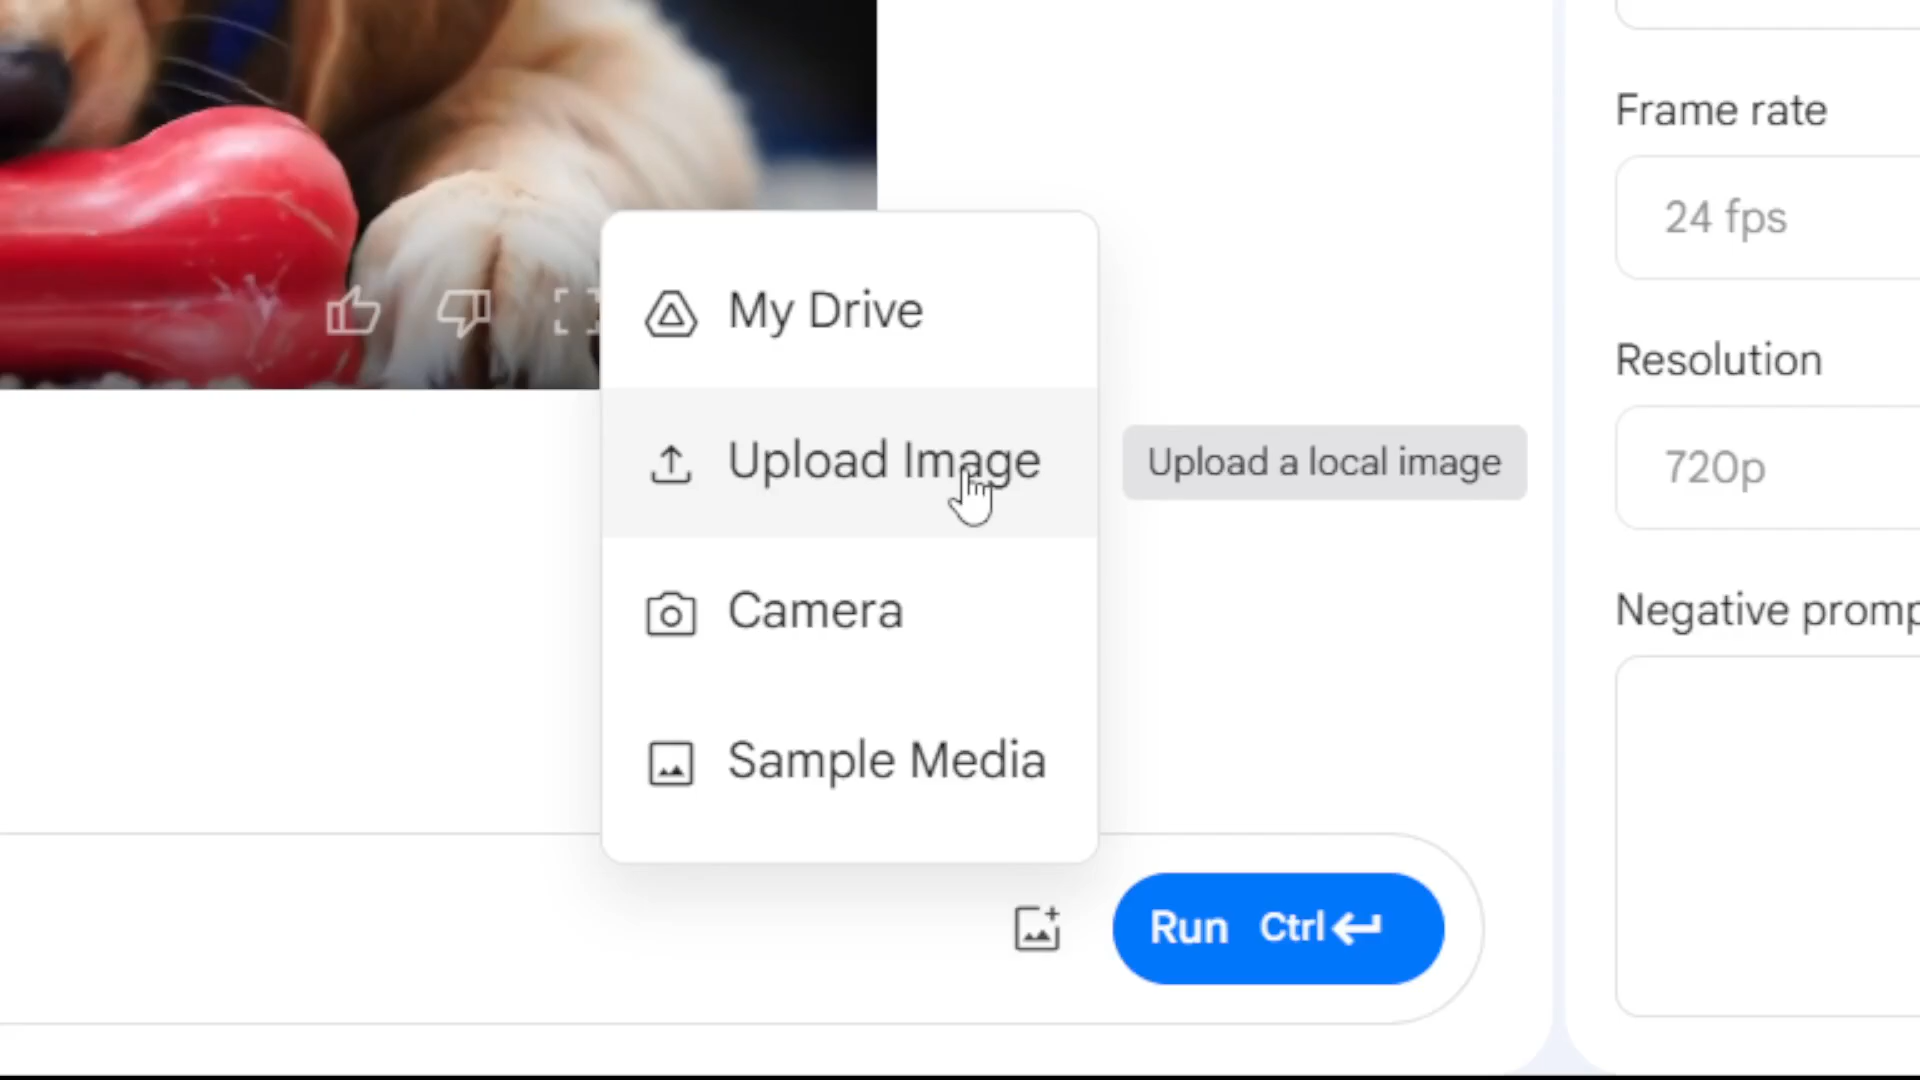 My Drive
Upload Image
Upload a local image
Camera
Sample Media
Run Ctrl
Frame rate
24 fps
Resolution
720p
Negative promp